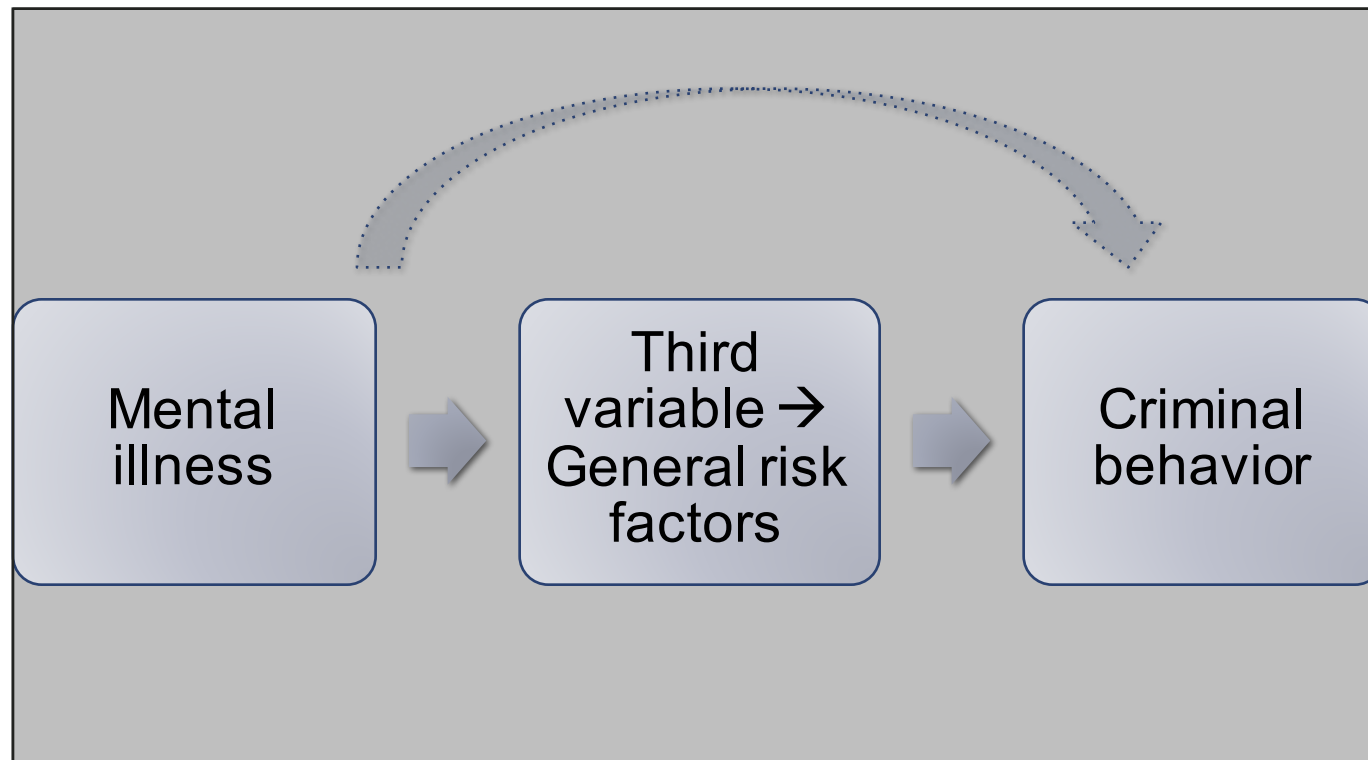 Mental
illness
Third
variable →
General risk
factors
Criminal
behavior